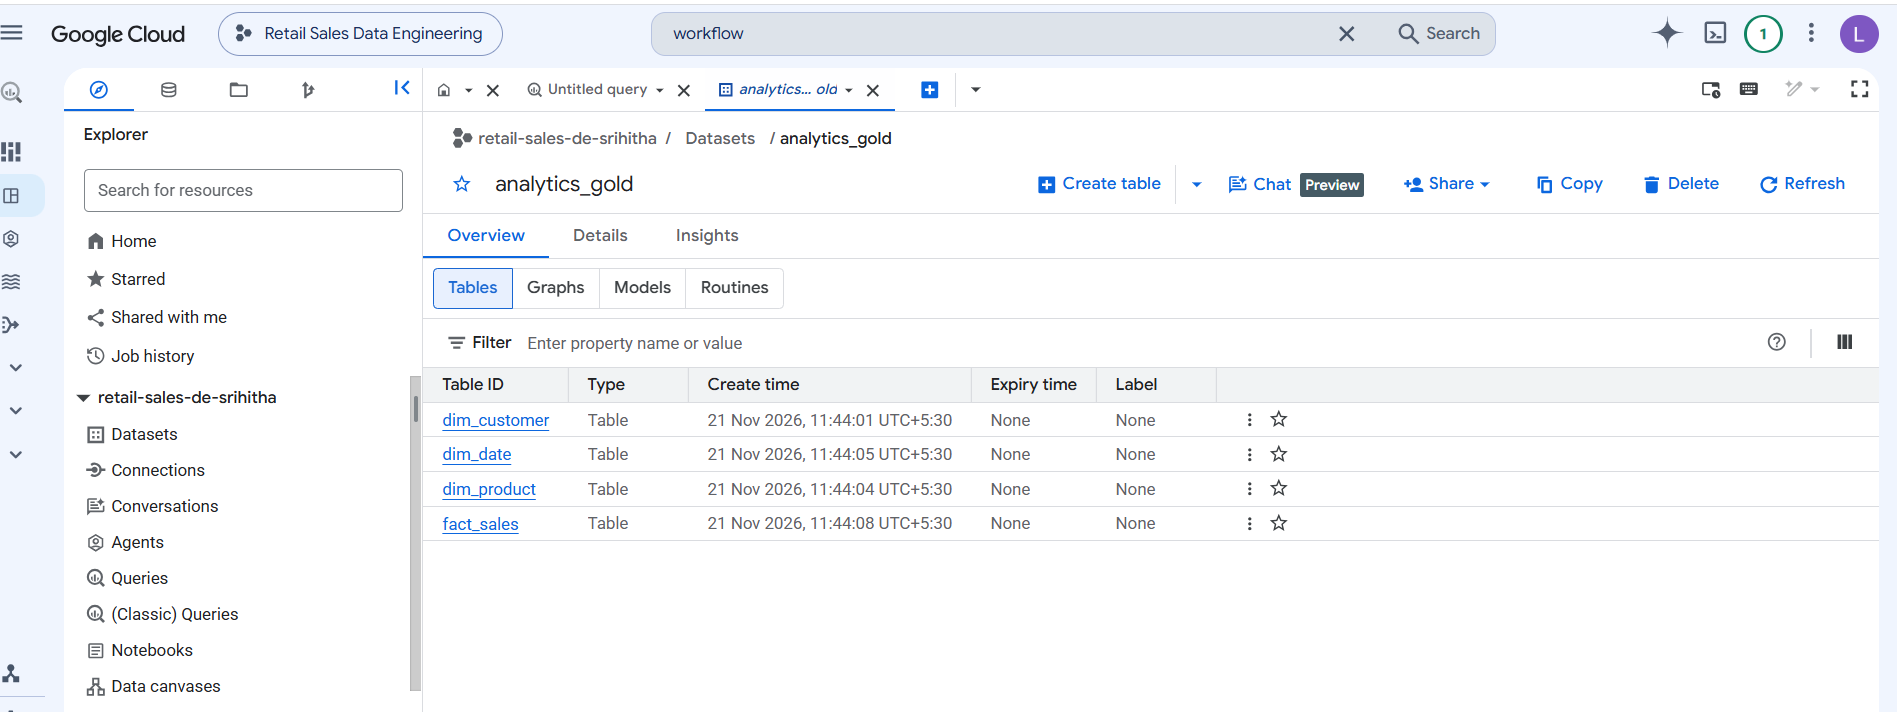 Google Cloud
Retail Sales Data Engineering
workflow
Search
1
L
Untitled query
analytics... old
Explorer
Search for resources
Home
Starred
Shared with me
Job history
retail-sales-de-srihitha
Datasets
Connections
Conversations
Agents
Queries
(Classic) Queries
Notebooks
Data canvases
retail-sales-de-srihitha / Datasets / analytics_gold
analytics_gold
Create table
Chat Preview
Share
Copy
Delete
Refresh
Overview Details Insights
Tables Graphs Models Routines
Filter Enter property name or value
Table ID Type Create time Expiry time Label
dim_customer Table 21 Nov 2026, 11:44:01 UTC+5:30 None None
dim_date Table 21 Nov 2026, 11:44:05 UTC+5:30 None None
dim_product Table 21 Nov 2026, 11:44:04 UTC+5:30 None None
fact_sales Table 21 Nov 2026, 11:44:08 UTC+5:30 None None